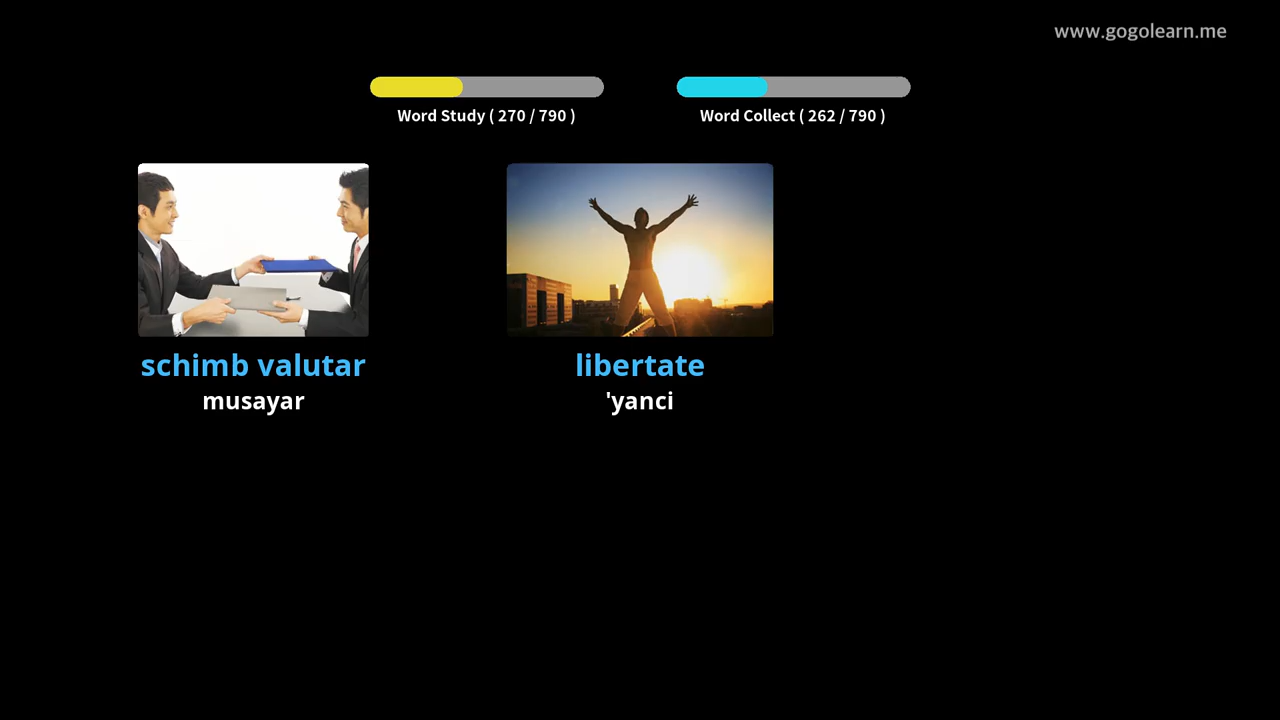 www.gogolearn.me
Word Study ( 270 / 790 )
Word Collect ( 262 / 790 )
schimb valutar
musayar
libertate
'yanci